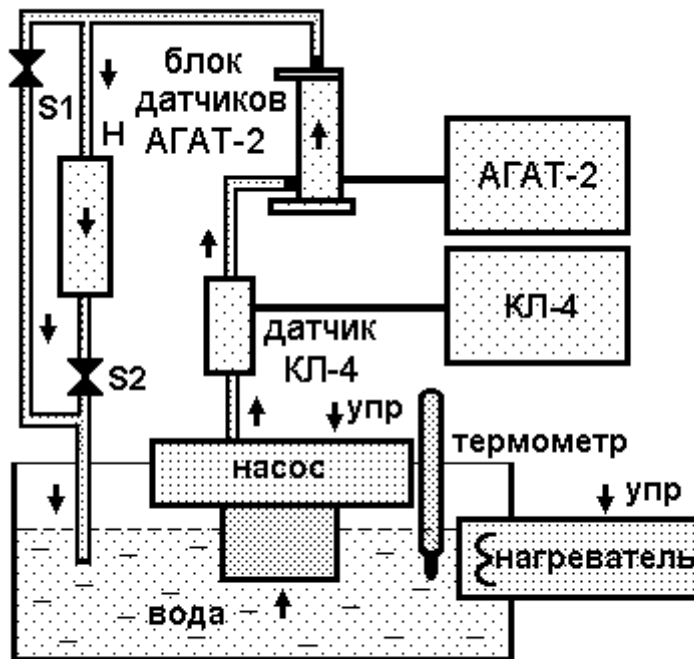 S1
блок
датчиков
АГАТ-2
Н
АГАТ-2
КЛ-4
датчик
КЛ-4
S2
упр
термометр
насос
упр
нагреватель
вода